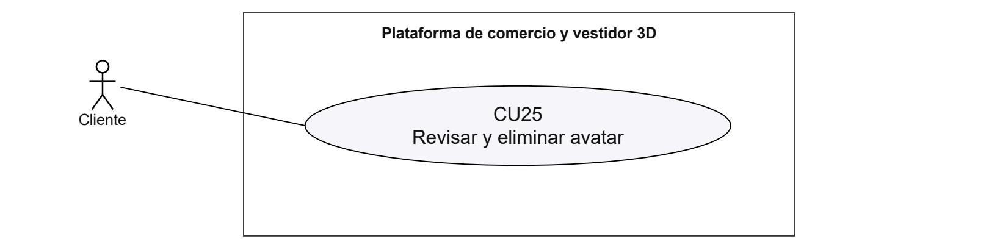 Plataforma de comercio y vestidor 3D
Cliente
CU25
Revisar y eliminar avatar